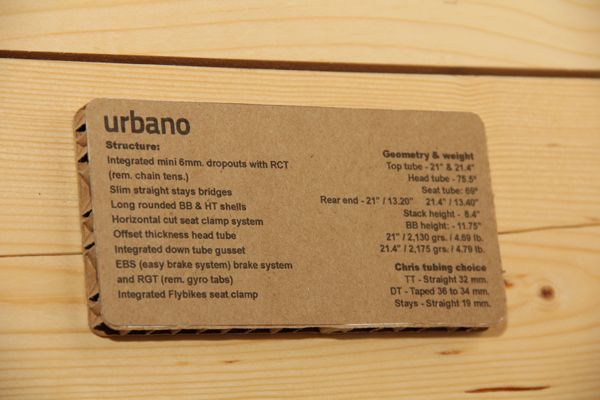 urbano
Structure:
Integrated mini 6mm. dropouts with RCT
(rem. chain tens.)
Slim straight stays bridges
Long rounded BB & HT shells
Horizontal cut seat clamp system
Offset thickness head tube
Integrated down tube gusset
EBS (easy brake system) brake system
and RGT (rem. gyro tabs)
Integrated Flybikes seat clamp
Geometry & weight
Top tube - 21" & 21.4"
Head tube - 75.5º
Seat tube: 69º
Rear end - 21" / 13.20" 21.4" / 13.40"
Stack height - 8.4"
BB height: - 11.75"
21" / 2,130 grs. / 4.69 lb.
21.4" / 2,175 grs. / 4.79 lb.
Chris tubing choice
TT - Straight 32 mm.
DT - Taped 36 to 34 mm.
Stays - Straight 19 mm.